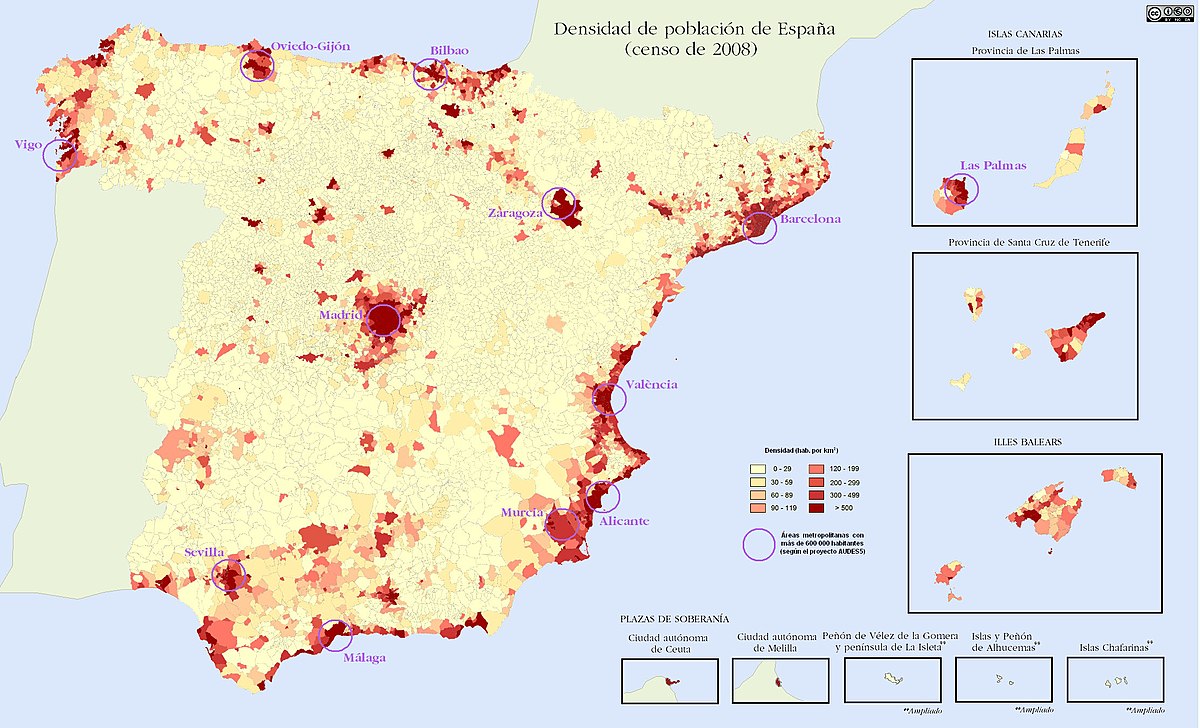 Densidad de población de España
(censo de 2008)
BY NC SA
ISLAS CANARIAS
Provincia de Las Palmas
Oviedo-Gijón
Bilbao
Vigo
Las Palmas
Zaragoza
Barcelona
Provincia de Santa Cruz de Tenerife
Madrid
València
ILLES BALEARS
Densidad (hab. por km²)
0 - 29
30 - 59
60 - 89
90 - 119
120 - 199
200 - 299
300 - 499
> 500
Áreas metropolitanas con
más de 600 000 habitantes
(según el proyecto AUDES5)
Murcia
Alicante
Sevilla
Málaga
PLAZAS DE SOBERANÍA
Ciudad autónoma
de Ceuta
Ciudad autónoma
de Melilla
Peñón de Vélez de la Gomera
y península de La Isleta**
Islas y Peñón
de Alhucemas**
Islas Chafarinas**
**Ampliado
**Ampliado
**Ampliado